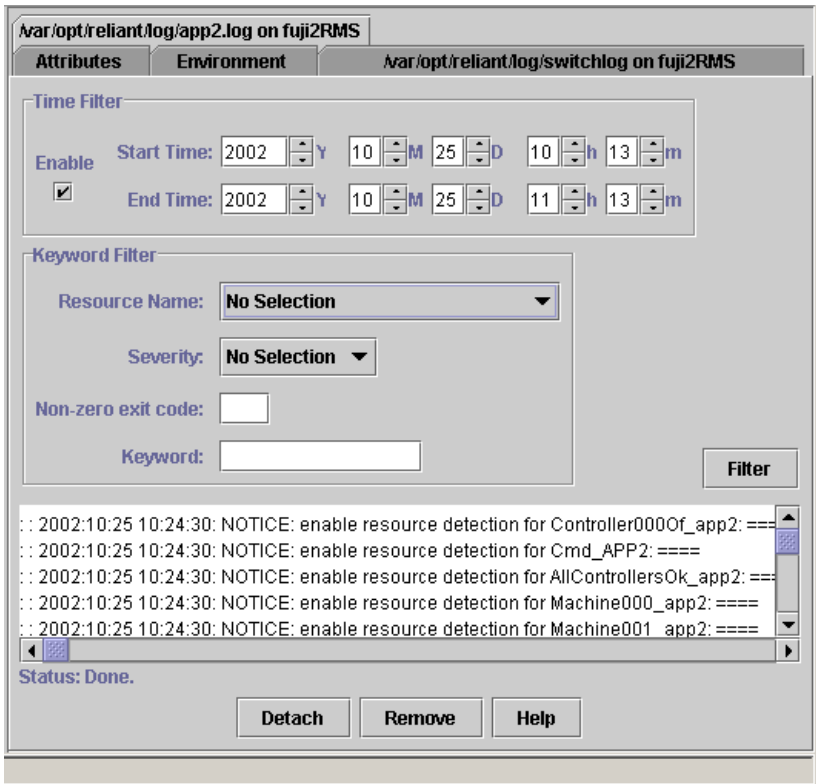 /var/opt/reliant/log/app2.log on fuji2RMS
Attributes Environment /var/opt/reliant/log/switchlog on fuji2RMS
Time Filter
Enable
Start Time: 2002 Y 10 M 25 D 10 h 13 m
End Time: 2002 Y 10 M 25 D 11 h 13 m
Keyword Filter
Resource Name: No Selection
Severity: No Selection
Non-zero exit code:
Keyword:
Filter
: : 2002:10:25 10:24:30: NOTICE: enable resource detection for Controller000Of_app2: ===
: : 2002:10:25 10:24:30: NOTICE: enable resource detection for Cmd_APP2: ====
: : 2002:10:25 10:24:30: NOTICE: enable resource detection for AllControllersOk_app2: ===
: : 2002:10:25 10:24:30: NOTICE: enable resource detection for Machine000_app2: ====
: : 2002:10:25 10:24:30: NOTICE: enable resource detection for Machine001_app2: ====
Status: Done.
Detach Remove Help